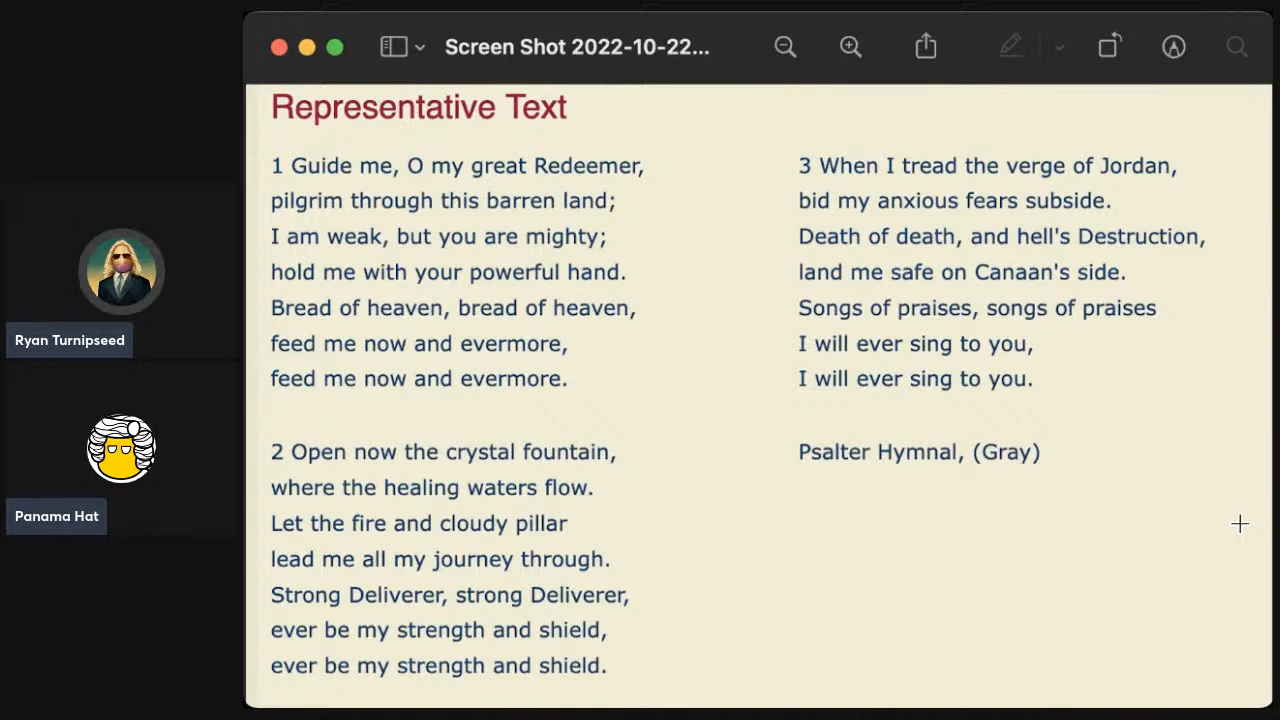 Screen Shot 2022-10-22...
Representative Text
1 Guide me, O my great Redeemer,
pilgrim through this barren land;
I am weak, but you are mighty;
hold me with your powerful hand.
Bread of heaven, bread of heaven,
feed me now and evermore,
feed me now and evermore.
2 Open now the crystal fountain,
where the healing waters flow.
Let the fire and cloudy pillar
lead me all my journey through.
Strong Deliverer, strong Deliverer,
ever be my strength and shield,
ever be my strength and shield.
3 When I tread the verge of Jordan,
bid my anxious fears subside.
Death of death, and hell's Destruction,
land me safe on Canaan's side.
Songs of praises, songs of praises
I will ever sing to you,
I will ever sing to you.
Psalter Hymnal, (Gray)
Ryan Turnipseed
Panama Hat